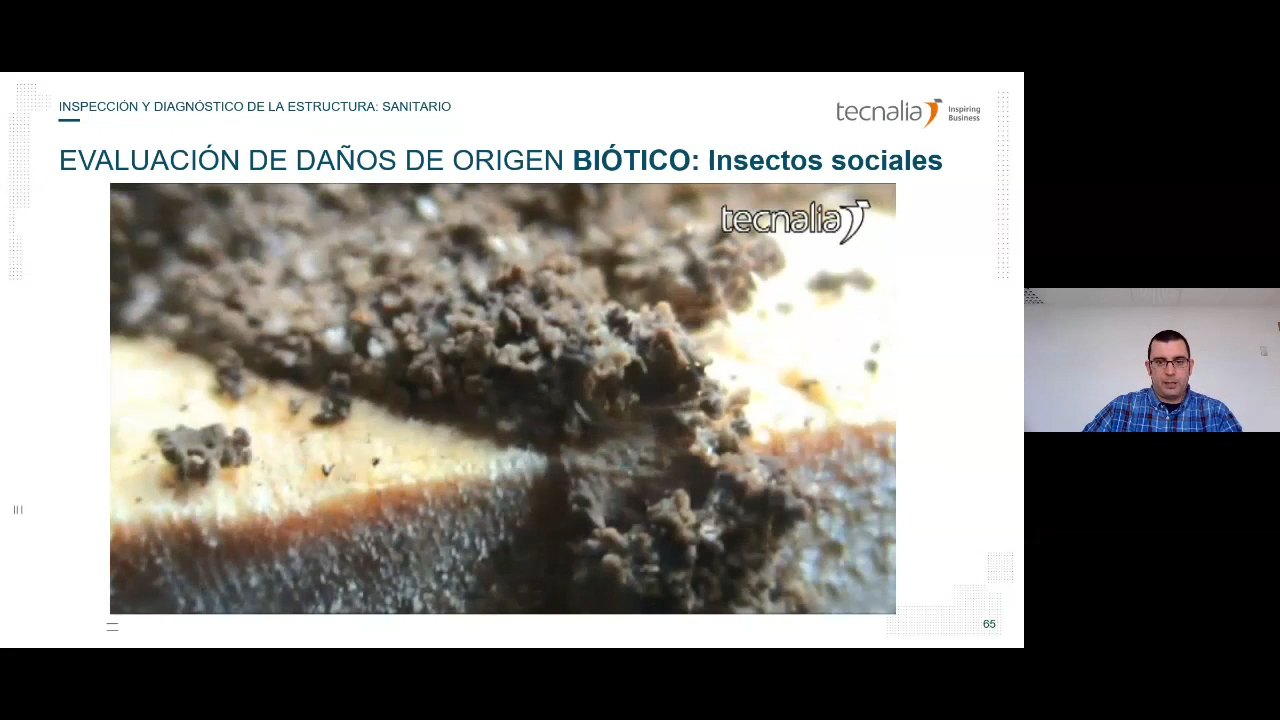 INSPECCIÓN Y DIAGNÓSTICO DE LA ESTRUCTURA: SANITARIO
tecnalia Inspiring
Business
EVALUACIÓN DE DAÑOS DE ORIGEN BIÓTICO: Insectos sociales
tecnalia
65